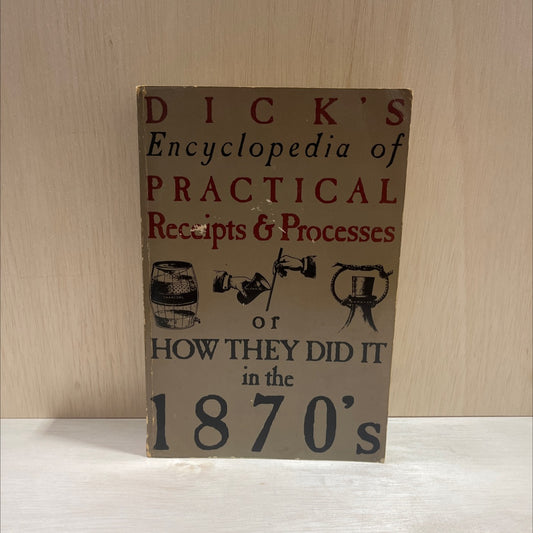 DICK'S
Encyclopedia of
PRACTICAL
Receipts & Processes
or
HOW THEY DID IT
in the
1870's